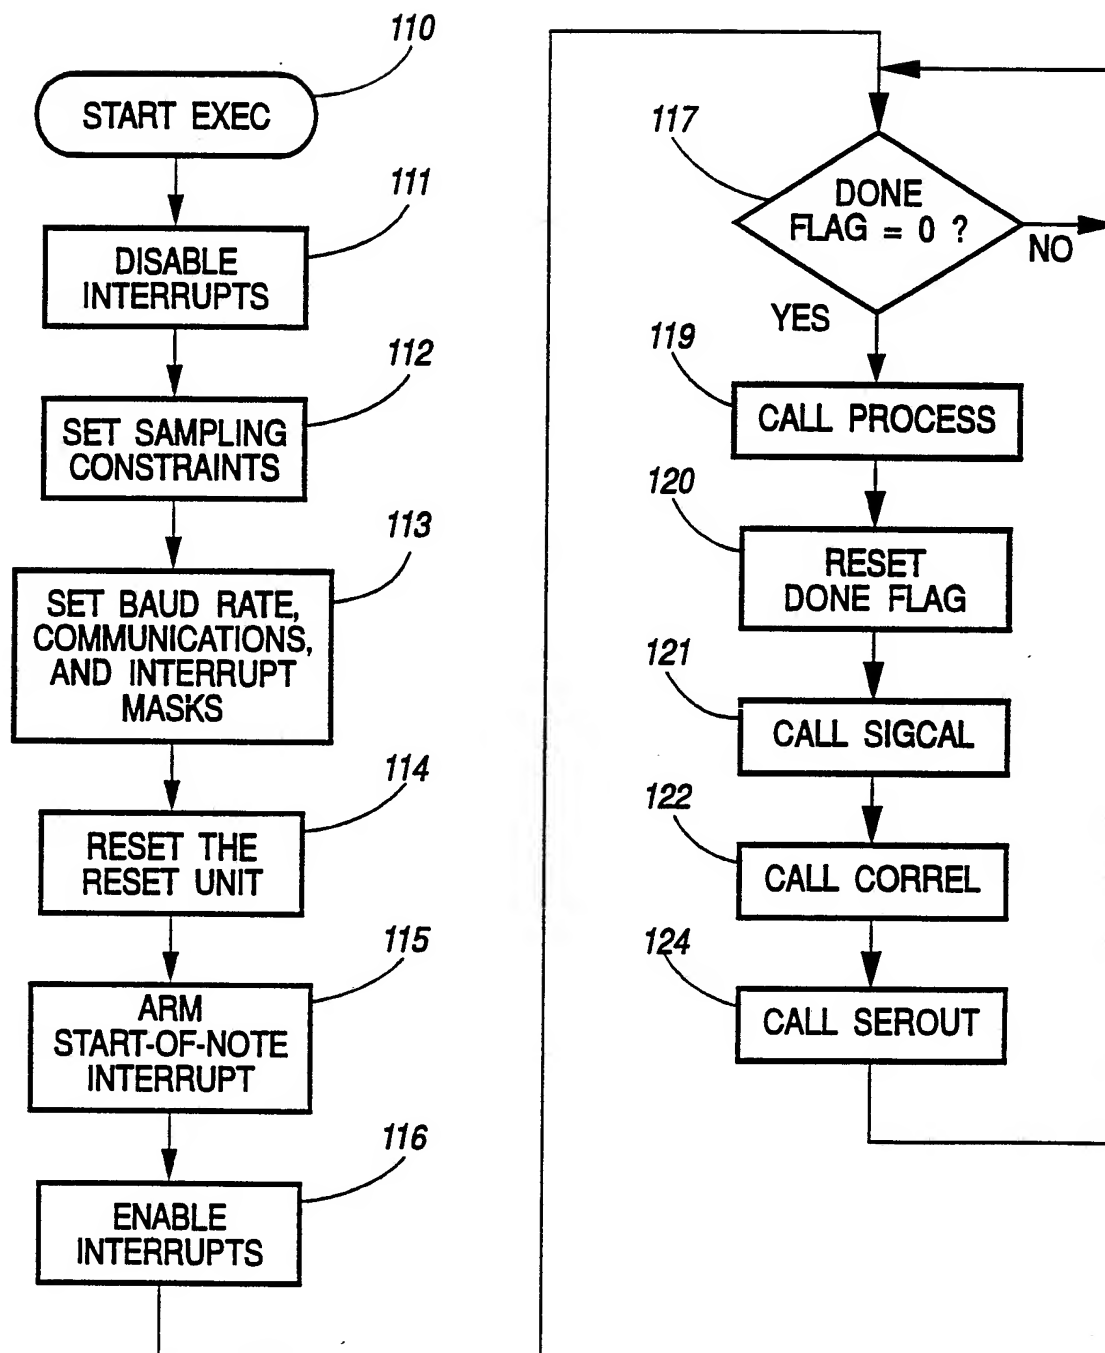 110
START EXEC
111
DISABLE
INTERRUPTS
112
SET SAMPLING
CONSTRAINTS
113
SET BAUD RATE,
COMMUNICATIONS,
AND INTERRUPT
MASKS
114
RESET THE
RESET UNIT
115
ARM
START-OF-NOTE
INTERRUPT
116
ENABLE
INTERRUPTS
117
DONE
FLAG = 0 ?
NO
YES
119
CALL PROCESS
120
RESET
DONE FLAG
121
CALL SIGCAL
122
CALL CORREL
124
CALL SEROUT